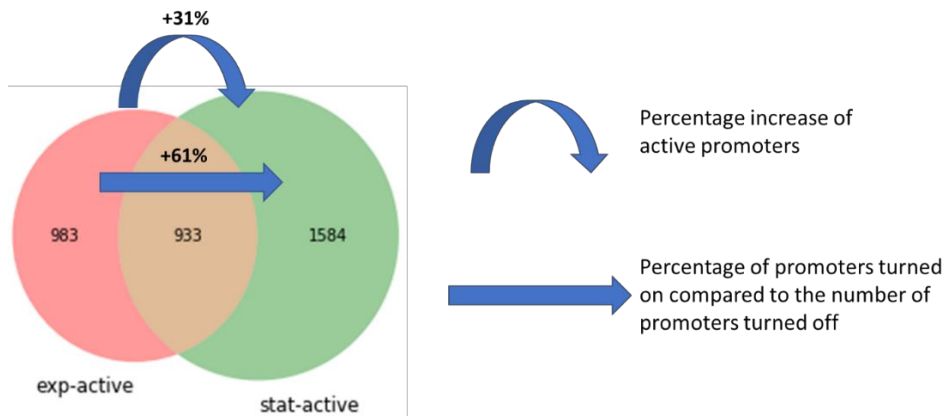 +31%
+61%
983
933
1584
exp-active
stat-active
Percentage increase of
active promoters
Percentage of promoters turned
on compared to the number of
promoters turned off